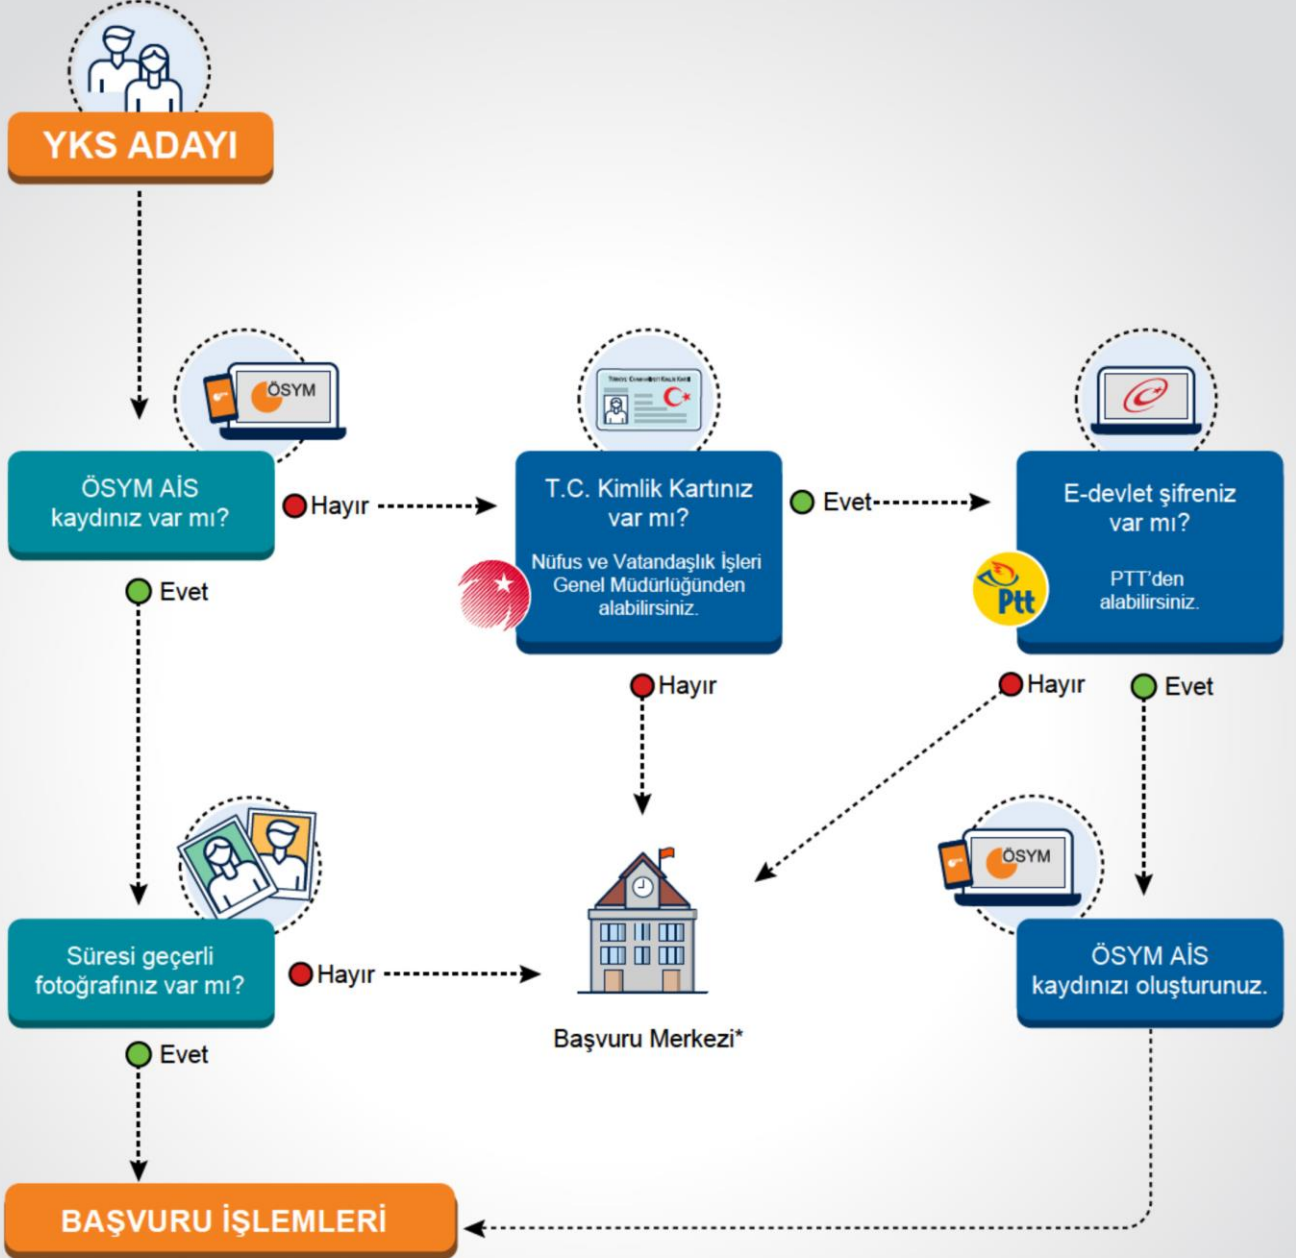 YKS ADAYI
ÖSYM
ÖSYM AİS
kaydınız var mı?
Hayır
T.C. Kimlik Kartınız
var mı?
Nüfus ve Vatandaşlık İşleri
Genel Müdürlüğünden
alabilirsiniz.
Evet
E-devlet şifreniz
var mı?
PTT'den
alabilirsiniz.
Ptt
Evet
Hayır
Hayır
Evet
Süresi geçerli
fotoğrafınız var mı?
Hayır
Başvuru Merkezi*
ÖSYM
ÖSYM AİS
kaydınızı oluşturunuz.
Evet
BAŞVURU İŞLEMLERİ